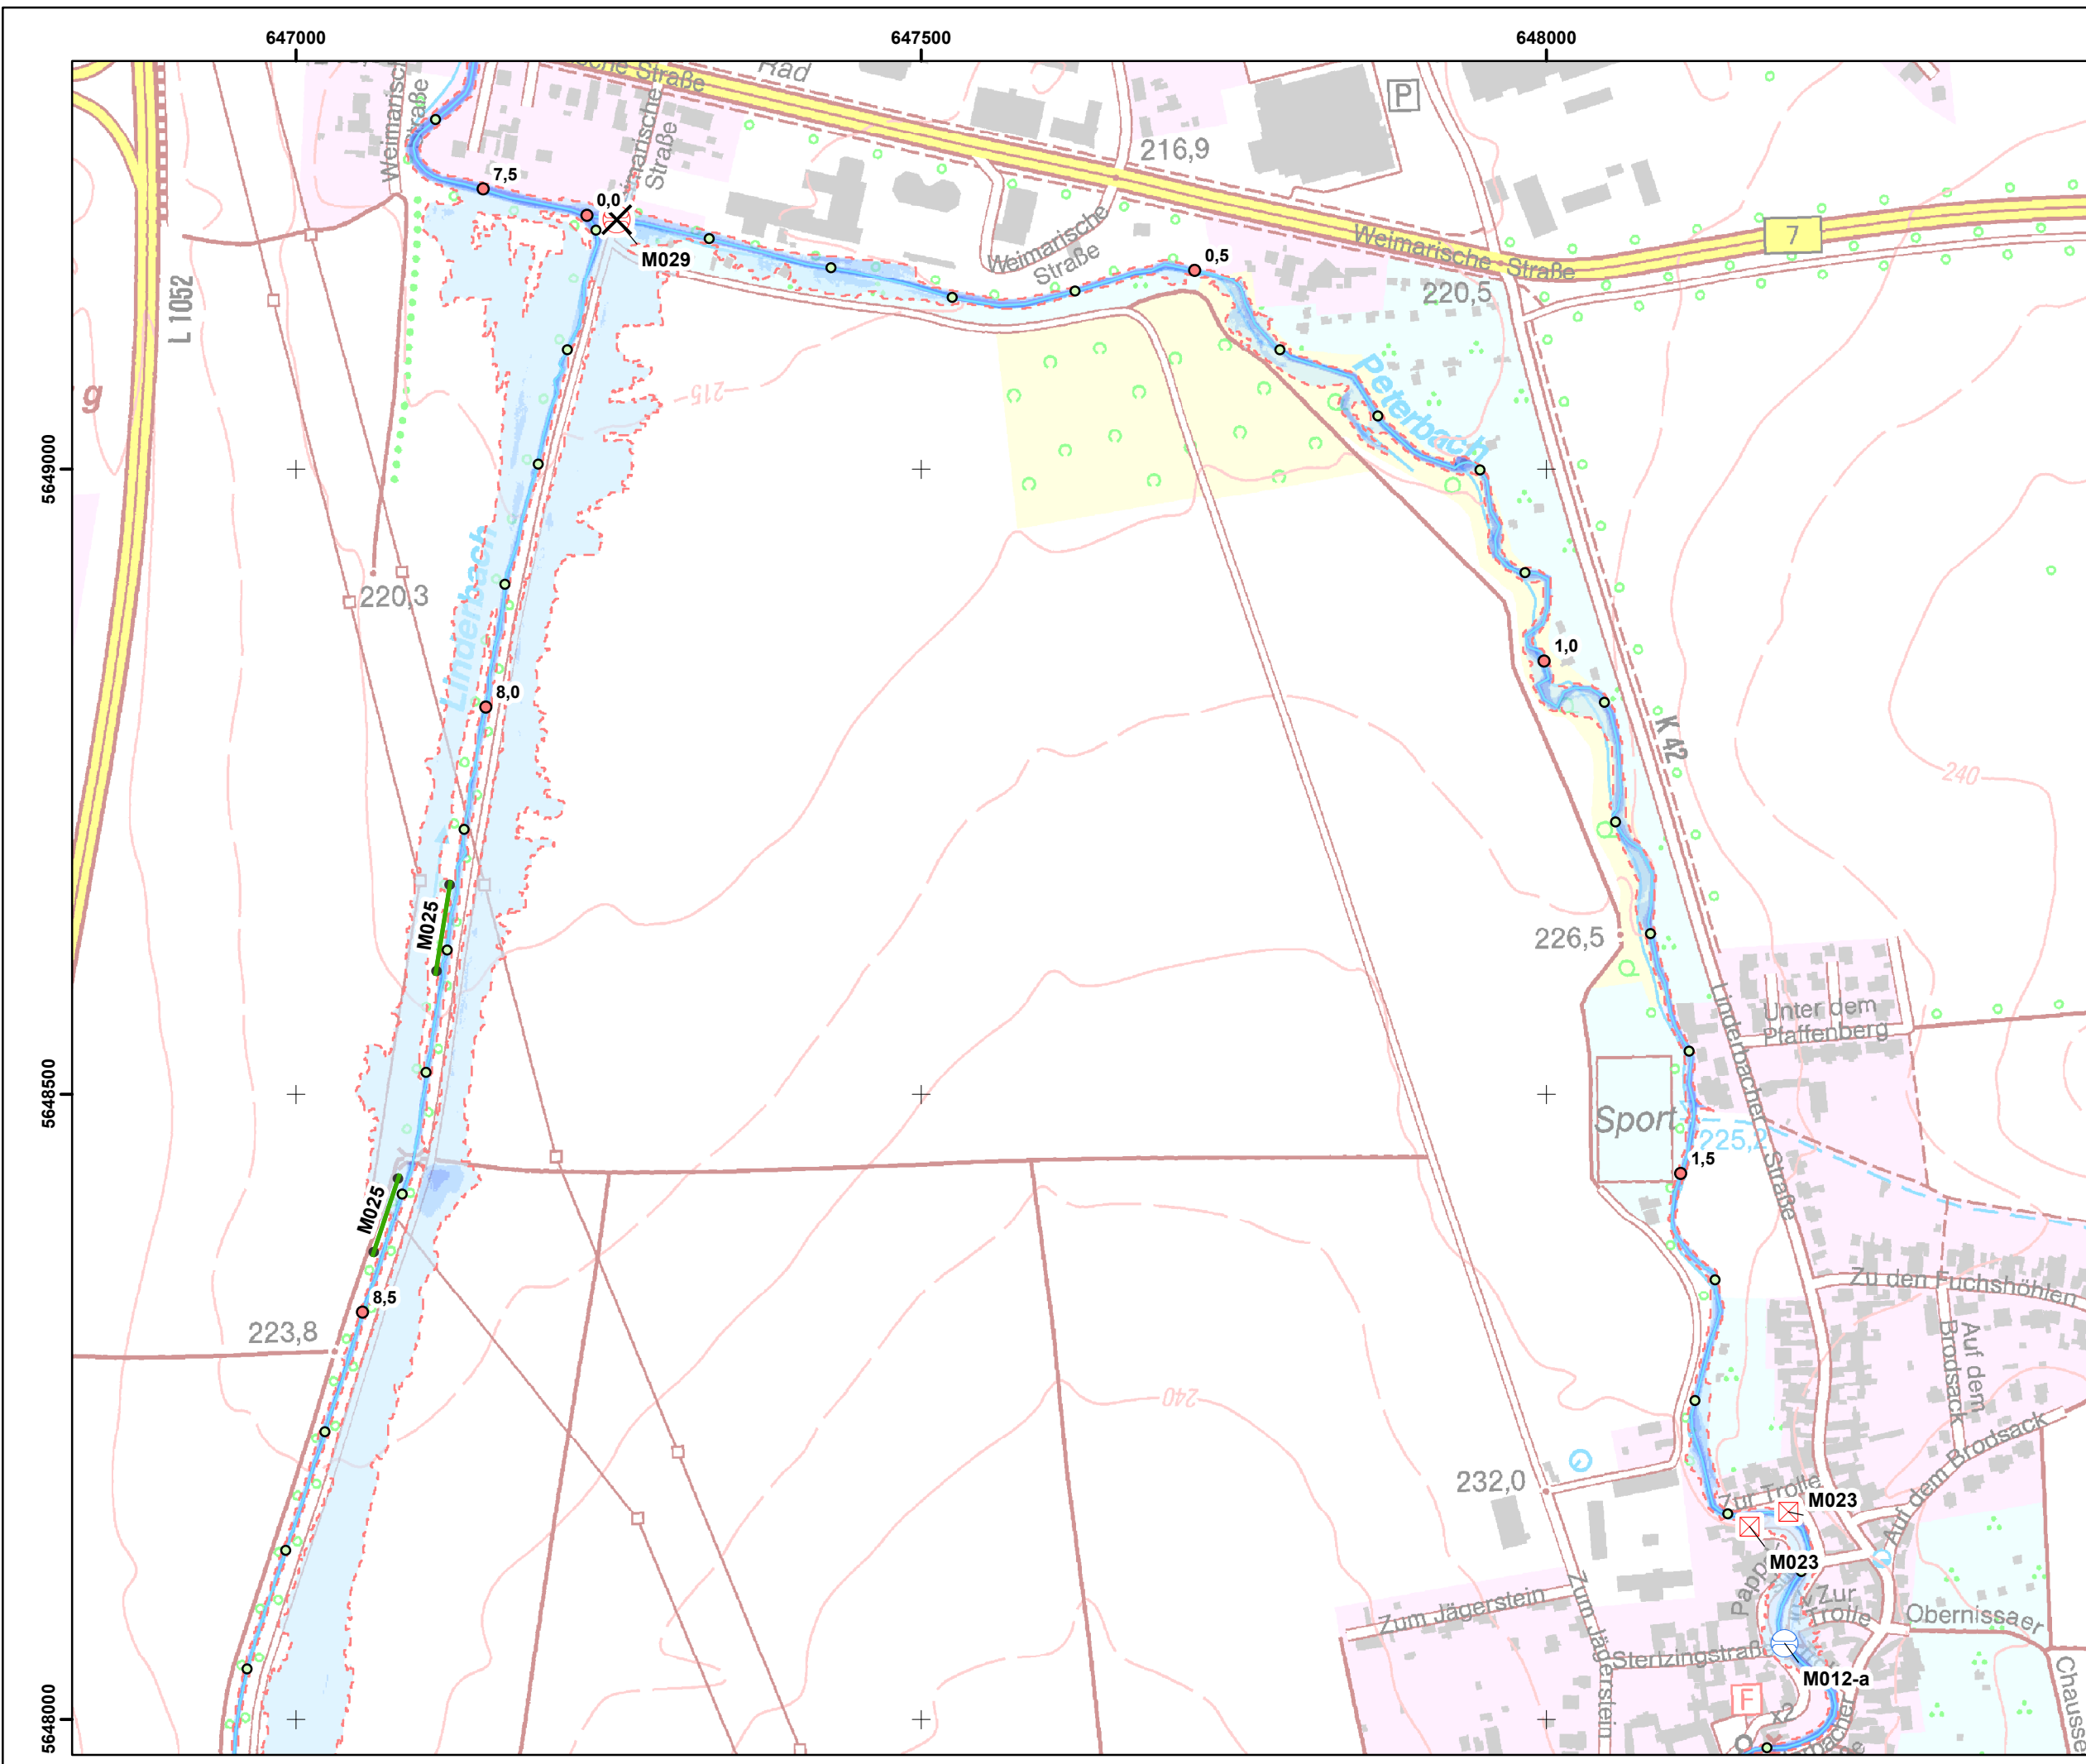 647000
647500
648000
5649000
5648500
5648000
Weimarische
Straße
sche Straße
Rad
Straße
P
216,9
7,5
0,0
M029
Weimarische
Straße
0,5
Weimarische Straße
220,5
7
L 1052
g
215
Peterbach
220,3
Linderbach
8,0
1,0
K 42
240
M025
226,5
Unter dem
Pfaffenberg
Linderbacher Straße
Sport
225,2
1,5
M025
8,5
223,8
Zu den Fuchshöhlen
Auf dem
Brodsack
240
232,0
Auf dem Brodsack
Zur Trolle
M023
M023
Zur
Trolle
Obernissaer
Zum Jägerstein
Zum Jägerstein
M012-a
F
x2